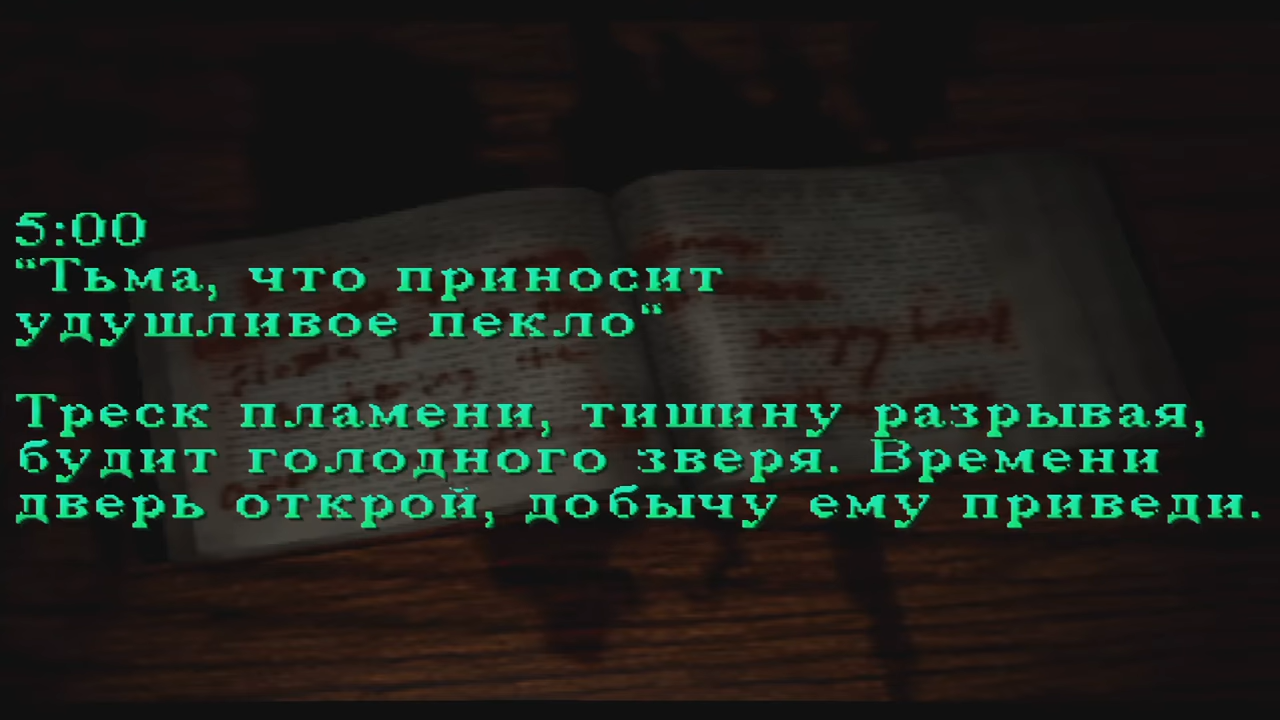 5:00
“Тьма, что приносит
удушливое пекло“
Треск пламени, тишину разрывая,
будит голодного зверя. Времени
дверь открой, добычу ему приведи.